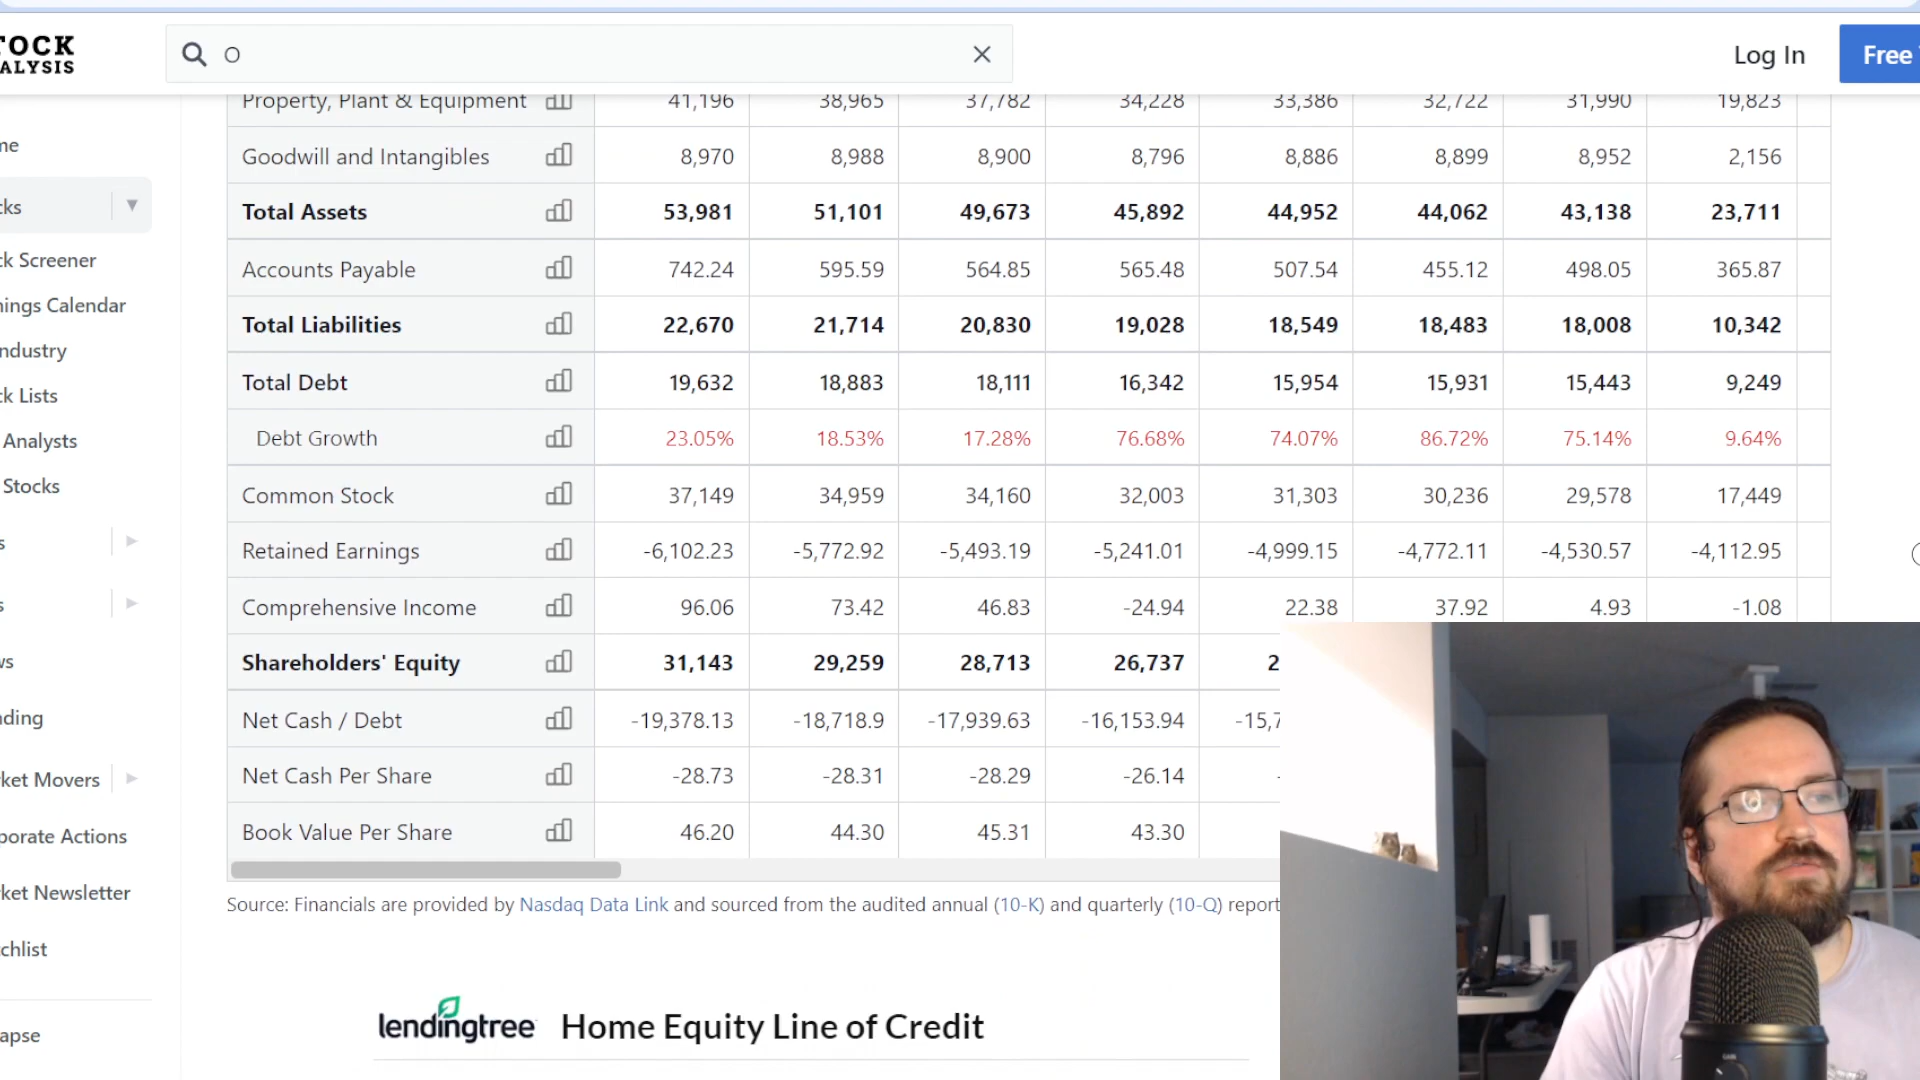 TOCK
ALYSIS
O
Log In
Free
Property, Plant & Equipment 41,196 38,965 37,782 34,228 33,386 32,722 31,990 19,823
Goodwill and Intangibles 8,970 8,988 8,900 8,796 8,886 8,899 8,952 2,156
Total Assets 53,981 51,101 49,673 45,892 44,952 44,062 43,138 23,711
Accounts Payable 742.24 595.59 564.85 565.48 507.54 455.12 498.05 365.87
Total Liabilities 22,670 21,714 20,830 19,028 18,549 18,483 18,008 10,342
Total Debt 19,632 18,883 18,111 16,342 15,954 15,931 15,443 9,249
Debt Growth 23.05% 18.53% 17.28% 76.68% 74.07% 86.72% 75.14% 9.64%
Common Stock 37,149 34,959 34,160 32,003 31,303 30,236 29,578 17,449
Retained Earnings -6,102.23 -5,772.92 -5,493.19 -5,241.01 -4,999.15 -4,772.11 -4,530.57 -4,112.95
Comprehensive Income 96.06 73.42 46.83 -24.94 22.38 37.92 4.93 -1.08
Shareholders' Equity 31,143 29,259 28,713 26,737 2
Net Cash / Debt -19,378.13 -18,718.9 -17,939.63 -16,153.94 -15,7
Net Cash Per Share -28.73 -28.31 -28.29 -26.14 -
Book Value Per Share 46.20 44.30 45.31 43.30
Source: Financials are provided by Nasdaq Data Link and sourced from the audited annual (10-K) and quarterly (10-Q) report
lendingtree Home Equity Line of Credit
me
cks
ck Screener
nings Calendar
ndustry
ck Lists
Analysts
Stocks
s
s
ws
nding
ket Movers
porate Actions
ket Newsletter
chlist
apse